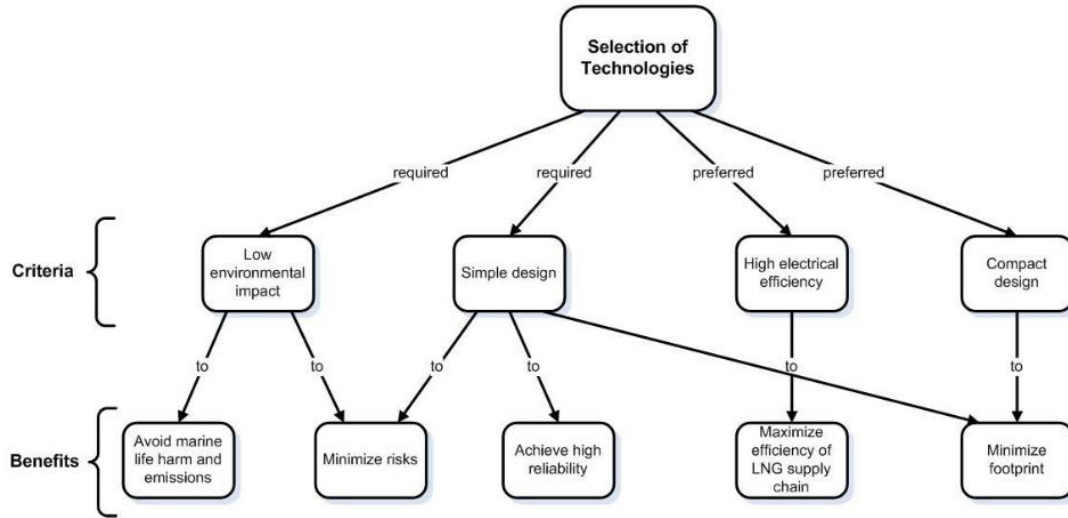 Selection of
Technologies
required
required
preferred
preferred
Criteria
Low
environmental
impact
Simple design
High electrical
efficiency
Compact
design
to
to
to
to
to
to
Benefits
Avoid marine
life harm and
emissions
Minimize risks
Achieve high
reliability
Maximize
efficiency of
LNG supply
chain
Minimize
footprint